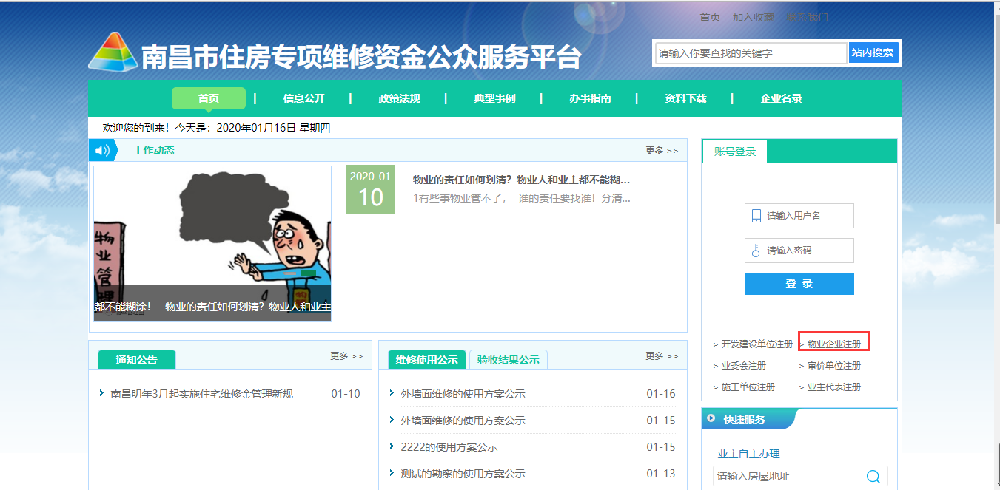 首页 加入收藏 联系我们
南昌市住房专项维修资金公众服务平台
请输入你要查找的关键字 站内搜索
首页 | 信息公开 | 政策法规 | 典型事例 | 办事指南 | 资料下载 | 企业名录
欢迎您的到来！今天是：2020年01月16日 星期四
工作动态 更多 >>
物业管理
都不能糊涂！ 物业的责任如何划清？物业人和业主
2020-01
10
物业的责任如何划清？物业人和业主都不能糊...
1有些事物业管不了， 谁的责任要找谁！分清...
账号登录
请输入用户名
请输入密码
登 录
> 开发建设单位注册 > 物业企业注册
> 业委会注册 > 审价单位注册
> 施工单位注册 > 业主代表注册
通知公告 更多 >>
南昌明年3月起实施住宅维修金管理新规 01-10
维修使用公示 验收结果公示 更多 >>
外墙面维修的使用方案公示 01-16
外墙面维修的使用方案公示 01-15
2222的使用方案公示 01-15
测试的勘察的使用方案公示 01-13
快捷服务
业主自主办理
请输入房屋地址